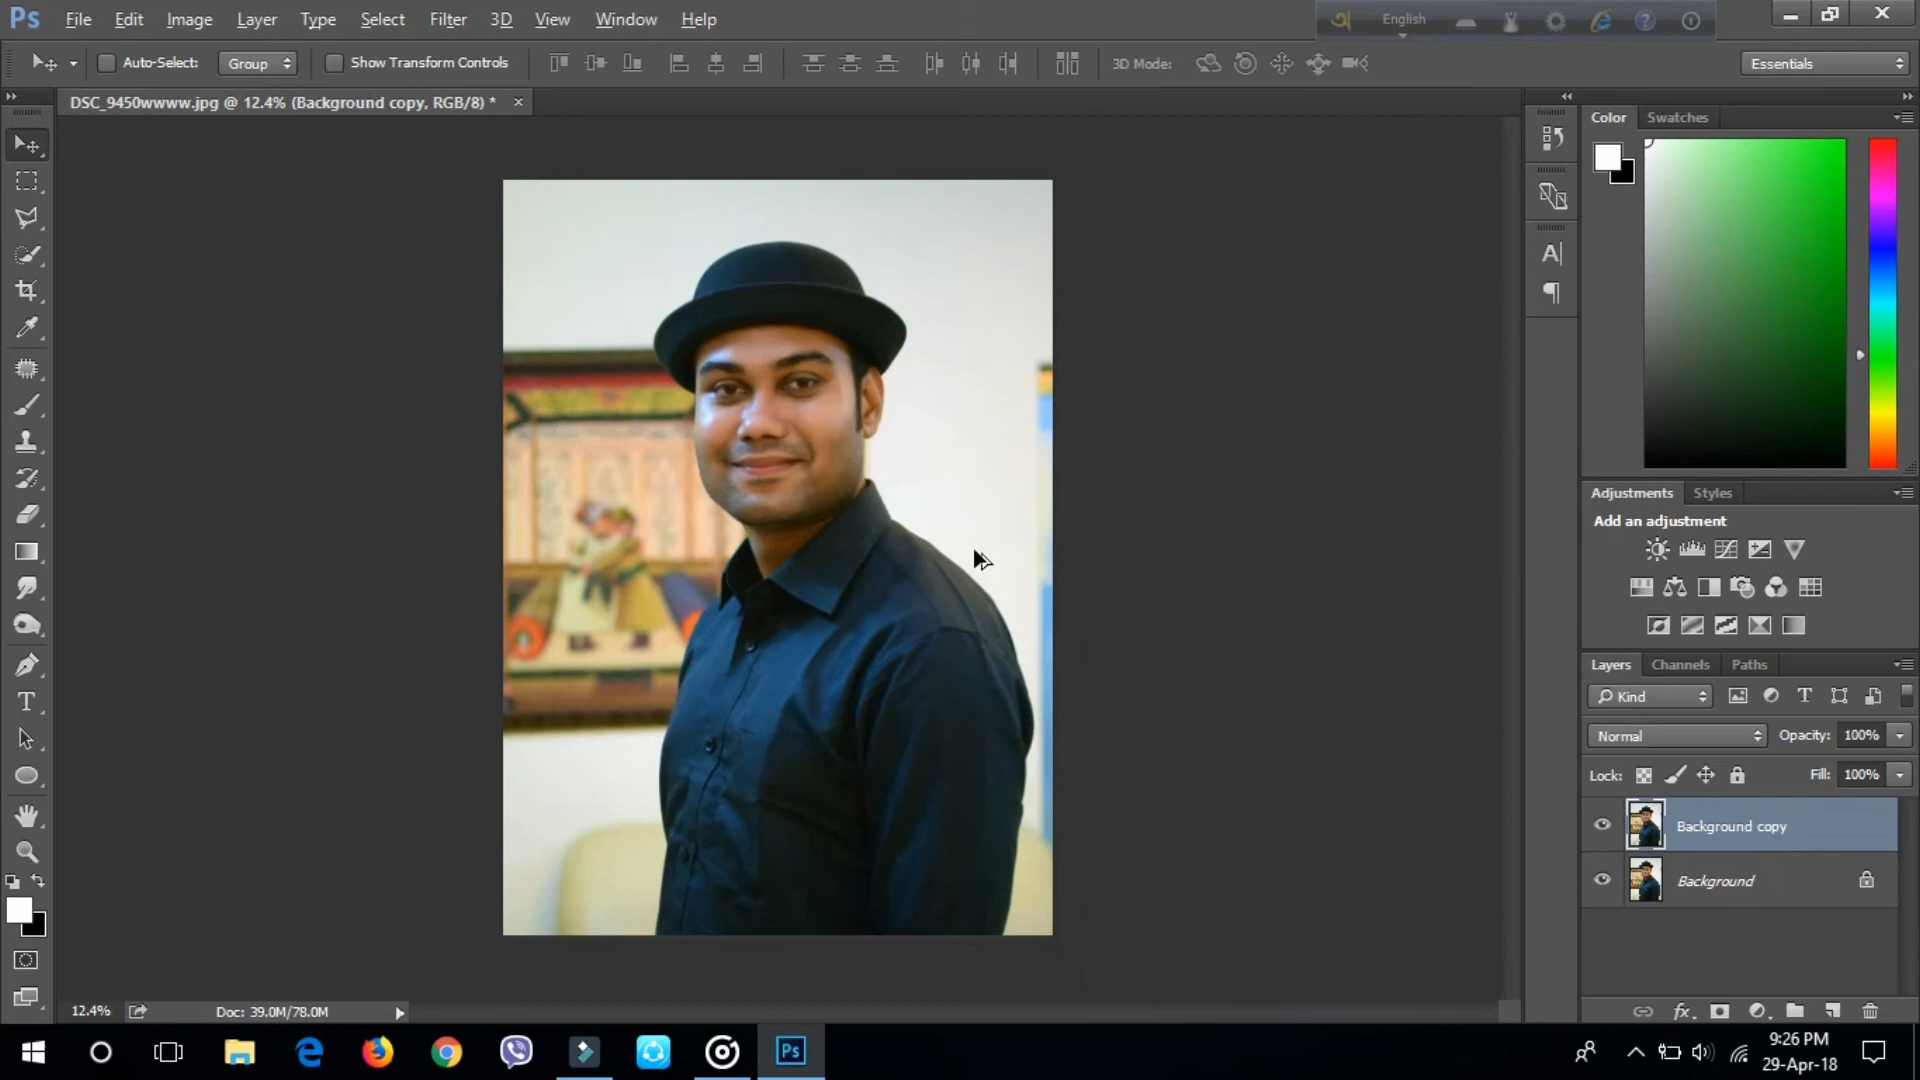 Ps File Edit Image Layer Type Select Filter 3D View Window Help
English
Auto-Select: Group Show Transform Controls 3D Mode: Essentials
DSC_9450wwww.jpg @ 12.4% (Background copy, RGB/8) * ×
Color Swatches
Adjustments Styles
Add an adjustment
Layers Channels Paths
Kind
Normal Opacity: 100%
Lock: Fill: 100%
Background copy
Background
12.4% Doc: 39.0M/78.0M
Ps
9:26 PM
29-Apr-18